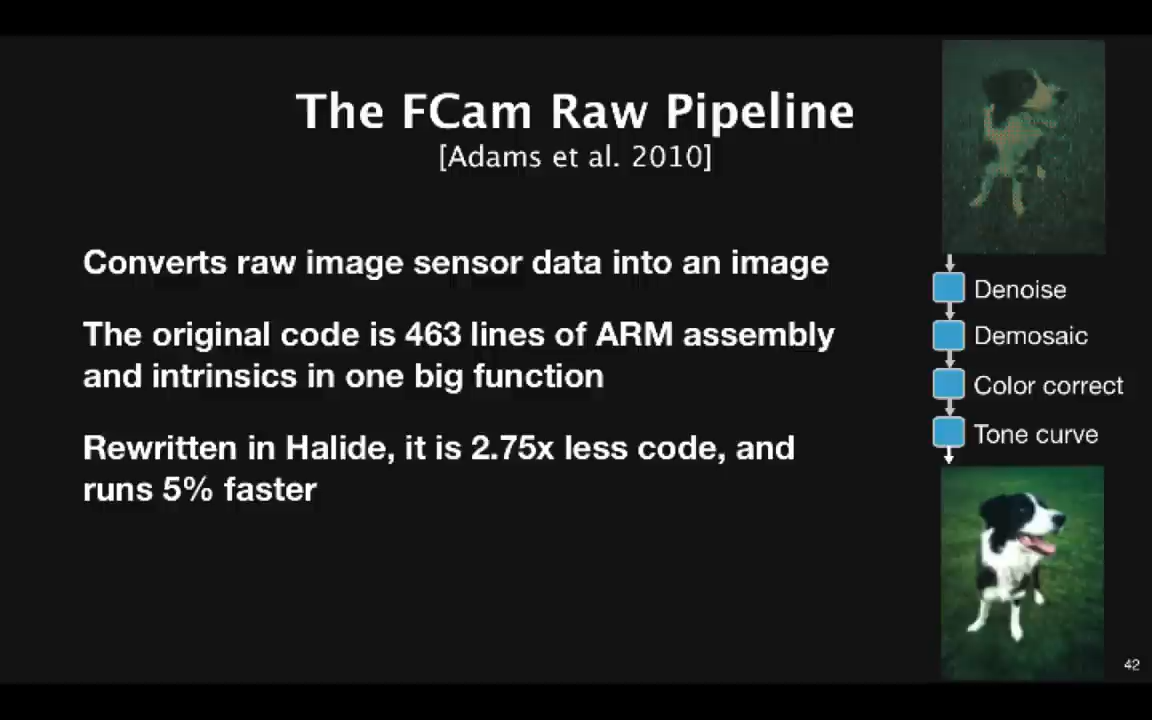 The FCam Raw Pipeline
[Adams et al. 2010]
Converts raw image sensor data into an image
The original code is 463 lines of ARM assembly
and intrinsics in one big function
Rewritten in Halide, it is 2.75x less code, and
runs 5% faster
Denoise
Demosaic
Color correct
Tone curve
42